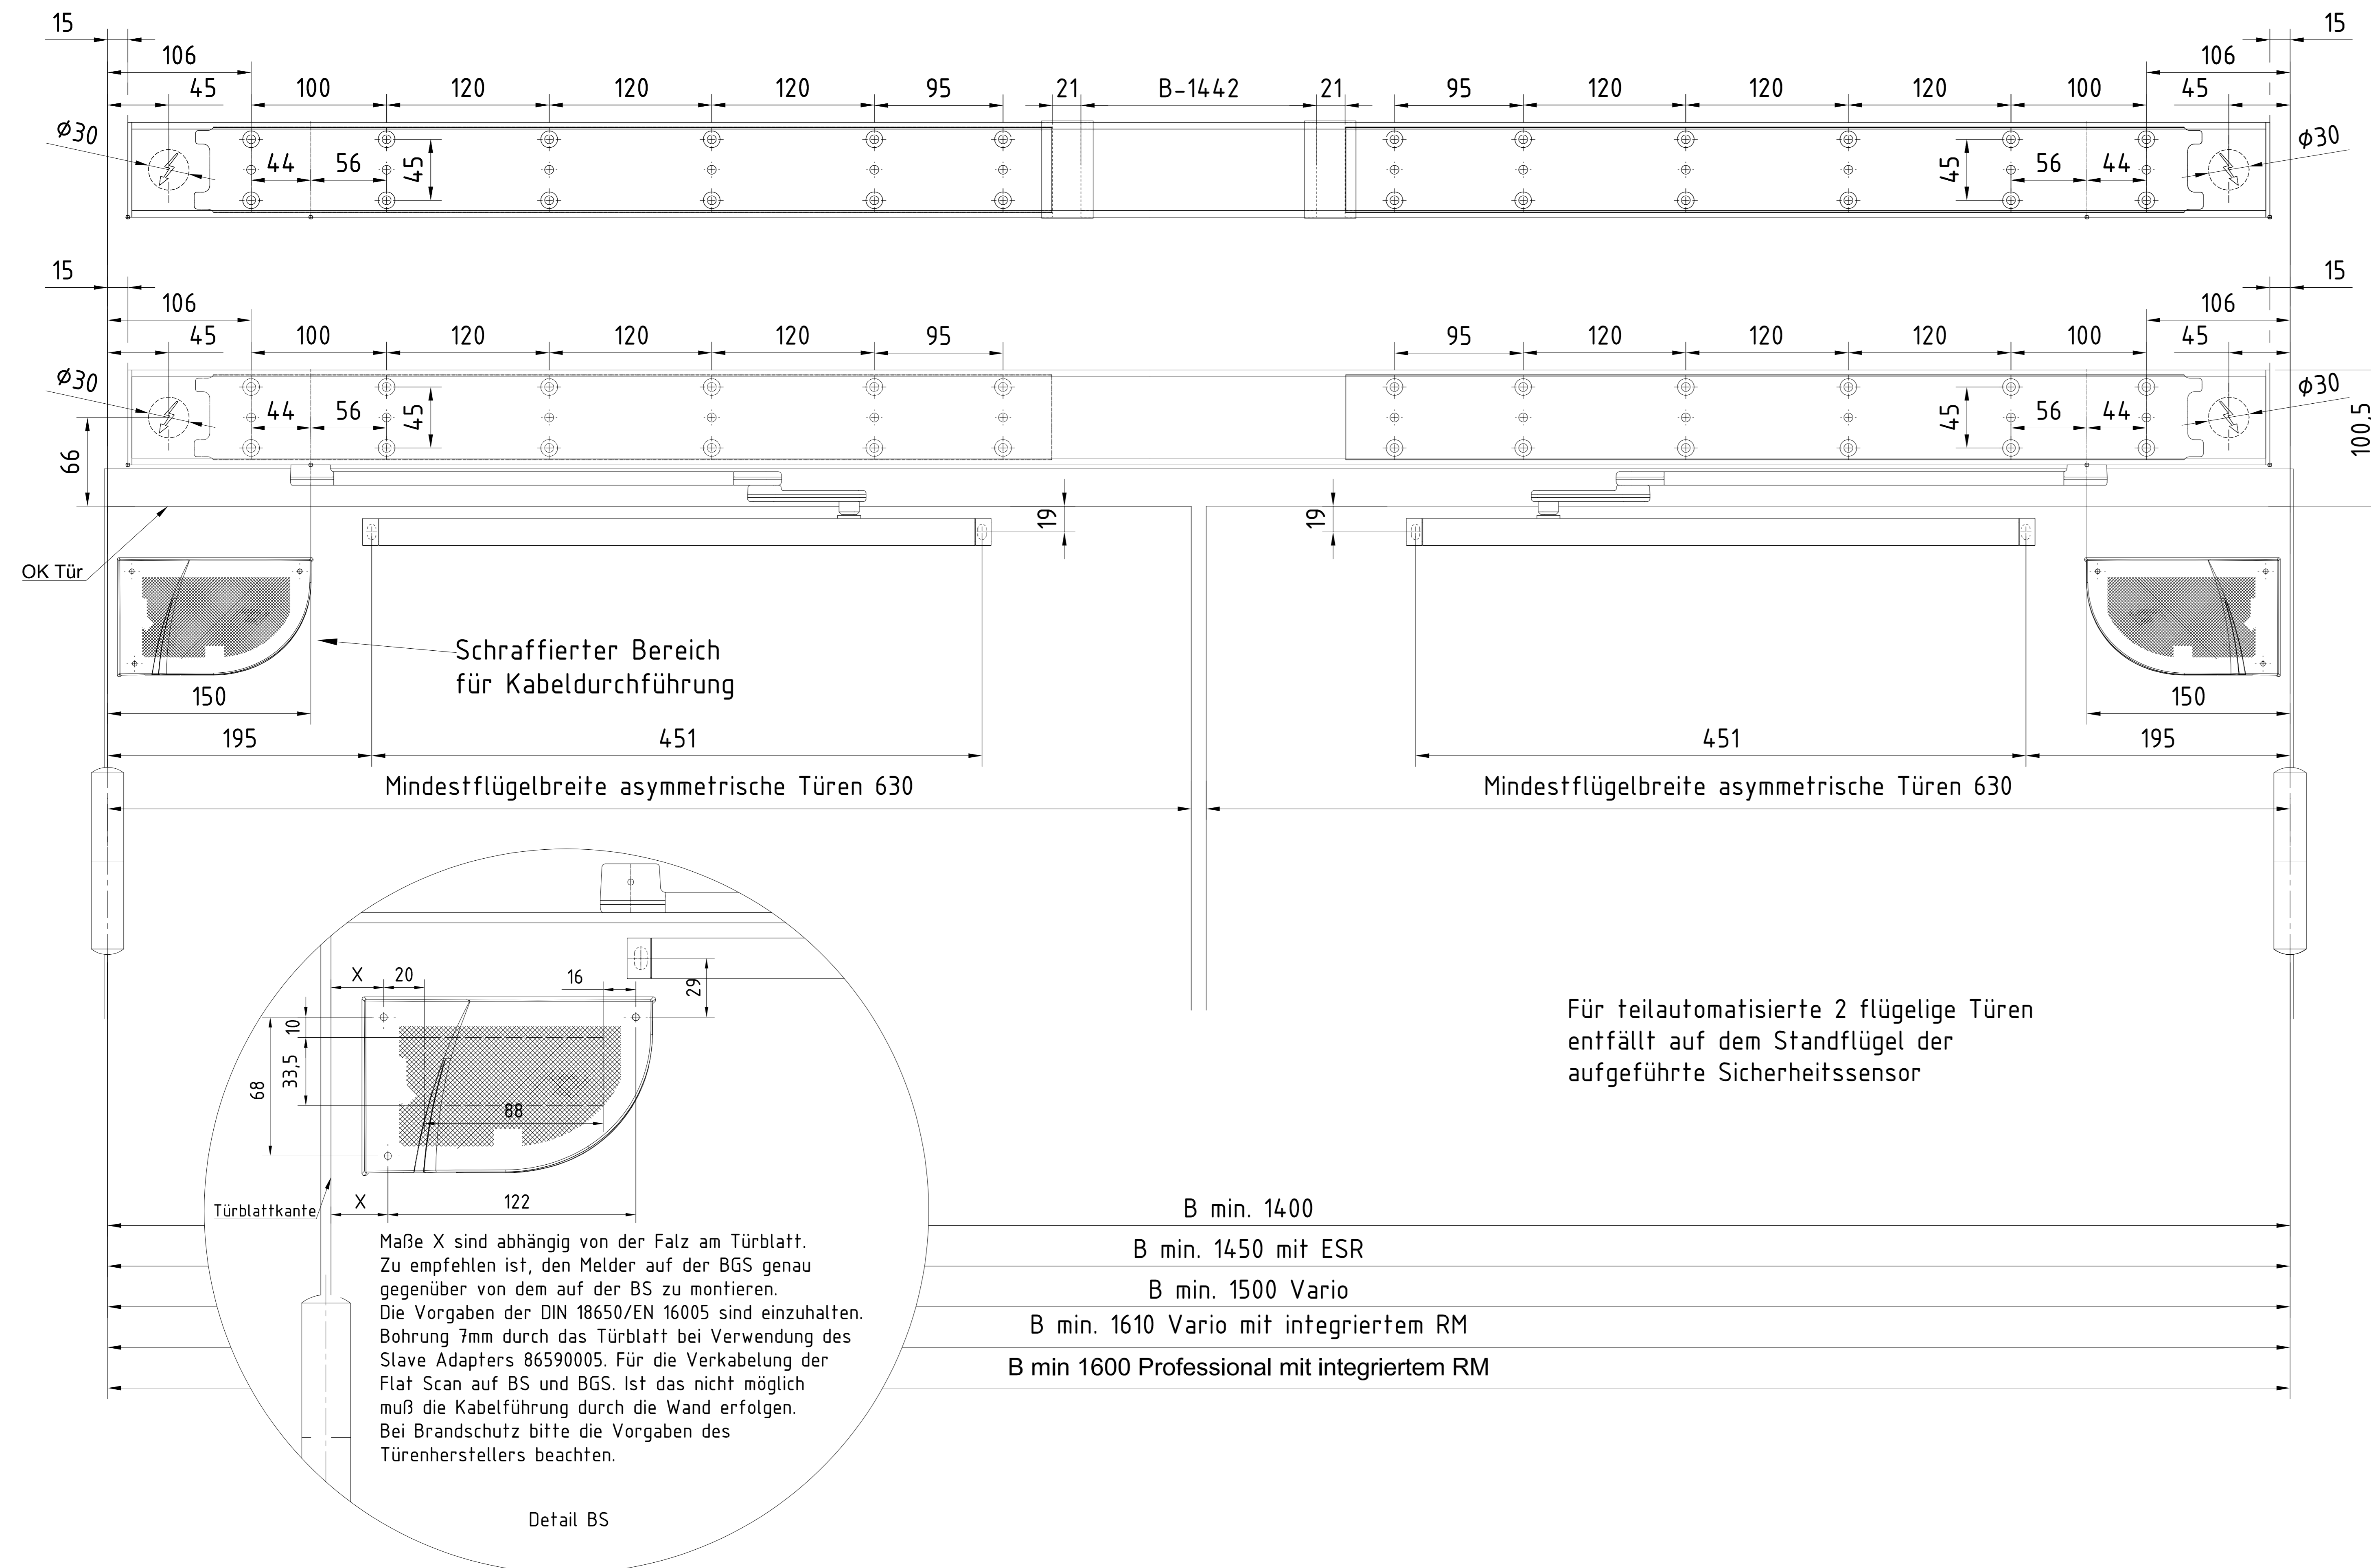 15 15
106 106
45 100 120 120 120 95 21 B-1442 21 95 120 120 120 100 45
ø30 ø30
44 56 45 45 56 44
15 15
106 106
45 100 120 120 120 95 95 120 120 120 100 45
ø30 ø30
44 56 45 45 56 44
66 100,5
19 19
OK Tür
Schraffierter Bereich
für Kabeldurchführung
150 150
195 451 451 195
Mindestflügelbreite asymmetrische Türen 630 Mindestflügelbreite asymmetrische Türen 630
X 20 16 29
10
33,5
68
88
Türblattkante X 122
Maße X sind abhängig von der Falz am Türblatt.
Zu empfehlen ist, den Melder auf der BGS genau
gegenüber von dem auf der BS zu montieren.
Die Vorgaben der DIN 18650/EN 16005 sind einzuhalten.
Bohrung 7mm durch das Türblatt bei Verwendung des
Slave Adapters 86590005. Für die Verkabelung der
Flat Scan auf BS und BGS. Ist das nicht möglich
muß die Kabelführung durch die Wand erfolgen.
Bei Brandschutz bitte die Vorgaben des
Türenherstellers beachten.
Detail BS
Für teilautomatisierte 2 flügelige Türen
entfällt auf dem Standflügel der
aufgeführte Sicherheitssensor
B min. 1400
B min. 1450 mit ESR
B min. 1500 Vario
B min. 1610 Vario mit integriertem RM
B min 1600 Professional mit integriertem RM